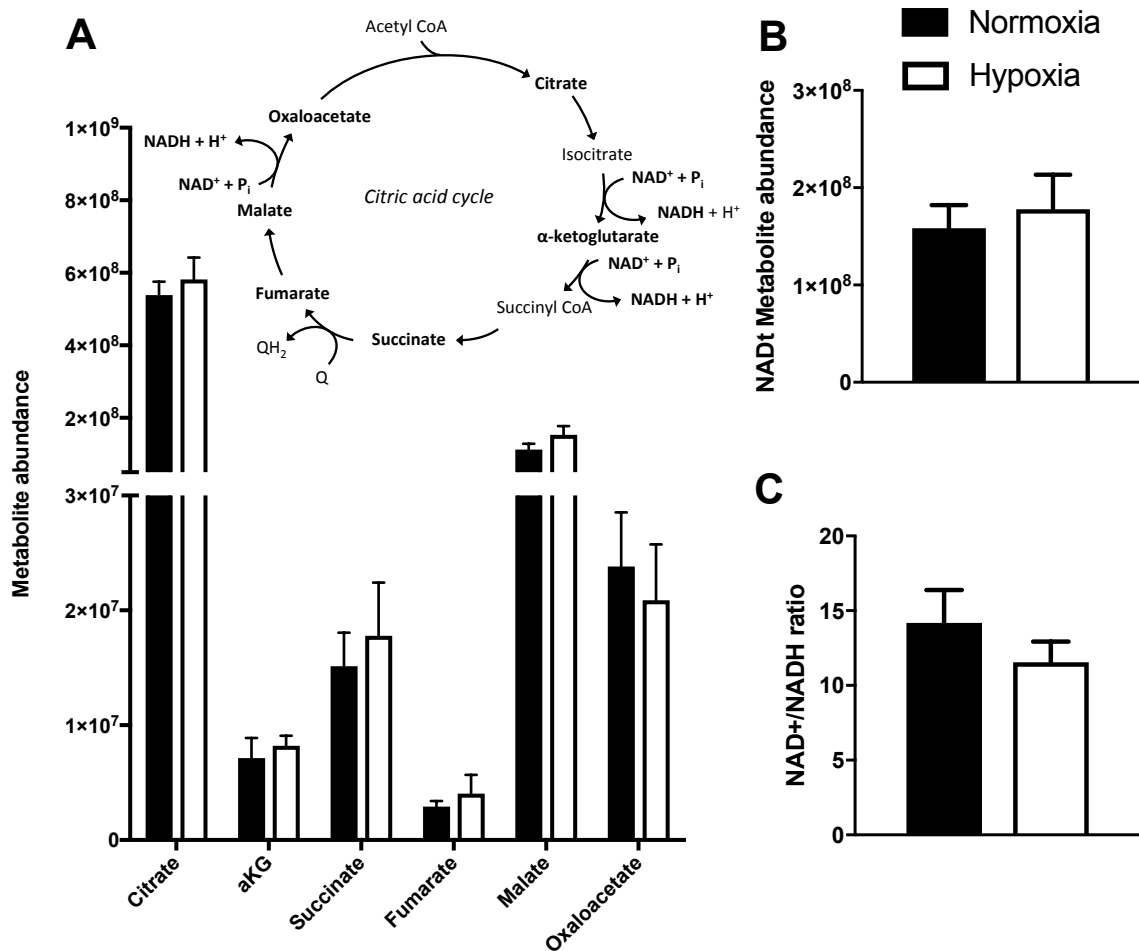 A
Acetyl CoA
Citrate
Oxaloacetate
NADH + H⁺
NAD⁺ + Pᵢ
Malate
Citric acid cycle
Isocitrate
NAD⁺ + Pᵢ
NADH + H⁺
α-ketoglutarate
NAD⁺ + Pᵢ
NADH + H⁺
Succinyl CoA
Fumarate
Succinate
QH₂
Q
Metabolite abundance
1×10⁹
8×10⁸
6×10⁸
4×10⁸
2×10⁸
3×10⁷
2×10⁷
1×10⁷
0
Citrate
aKG
Succinate
Fumarate
Malate
Oxaloacetate
B
Normoxia
Hypoxia
NADt Metabolite abundance
3×10⁸
2×10⁸
1×10⁸
0
C
NAD+/NADH ratio
20
15
10
5
0